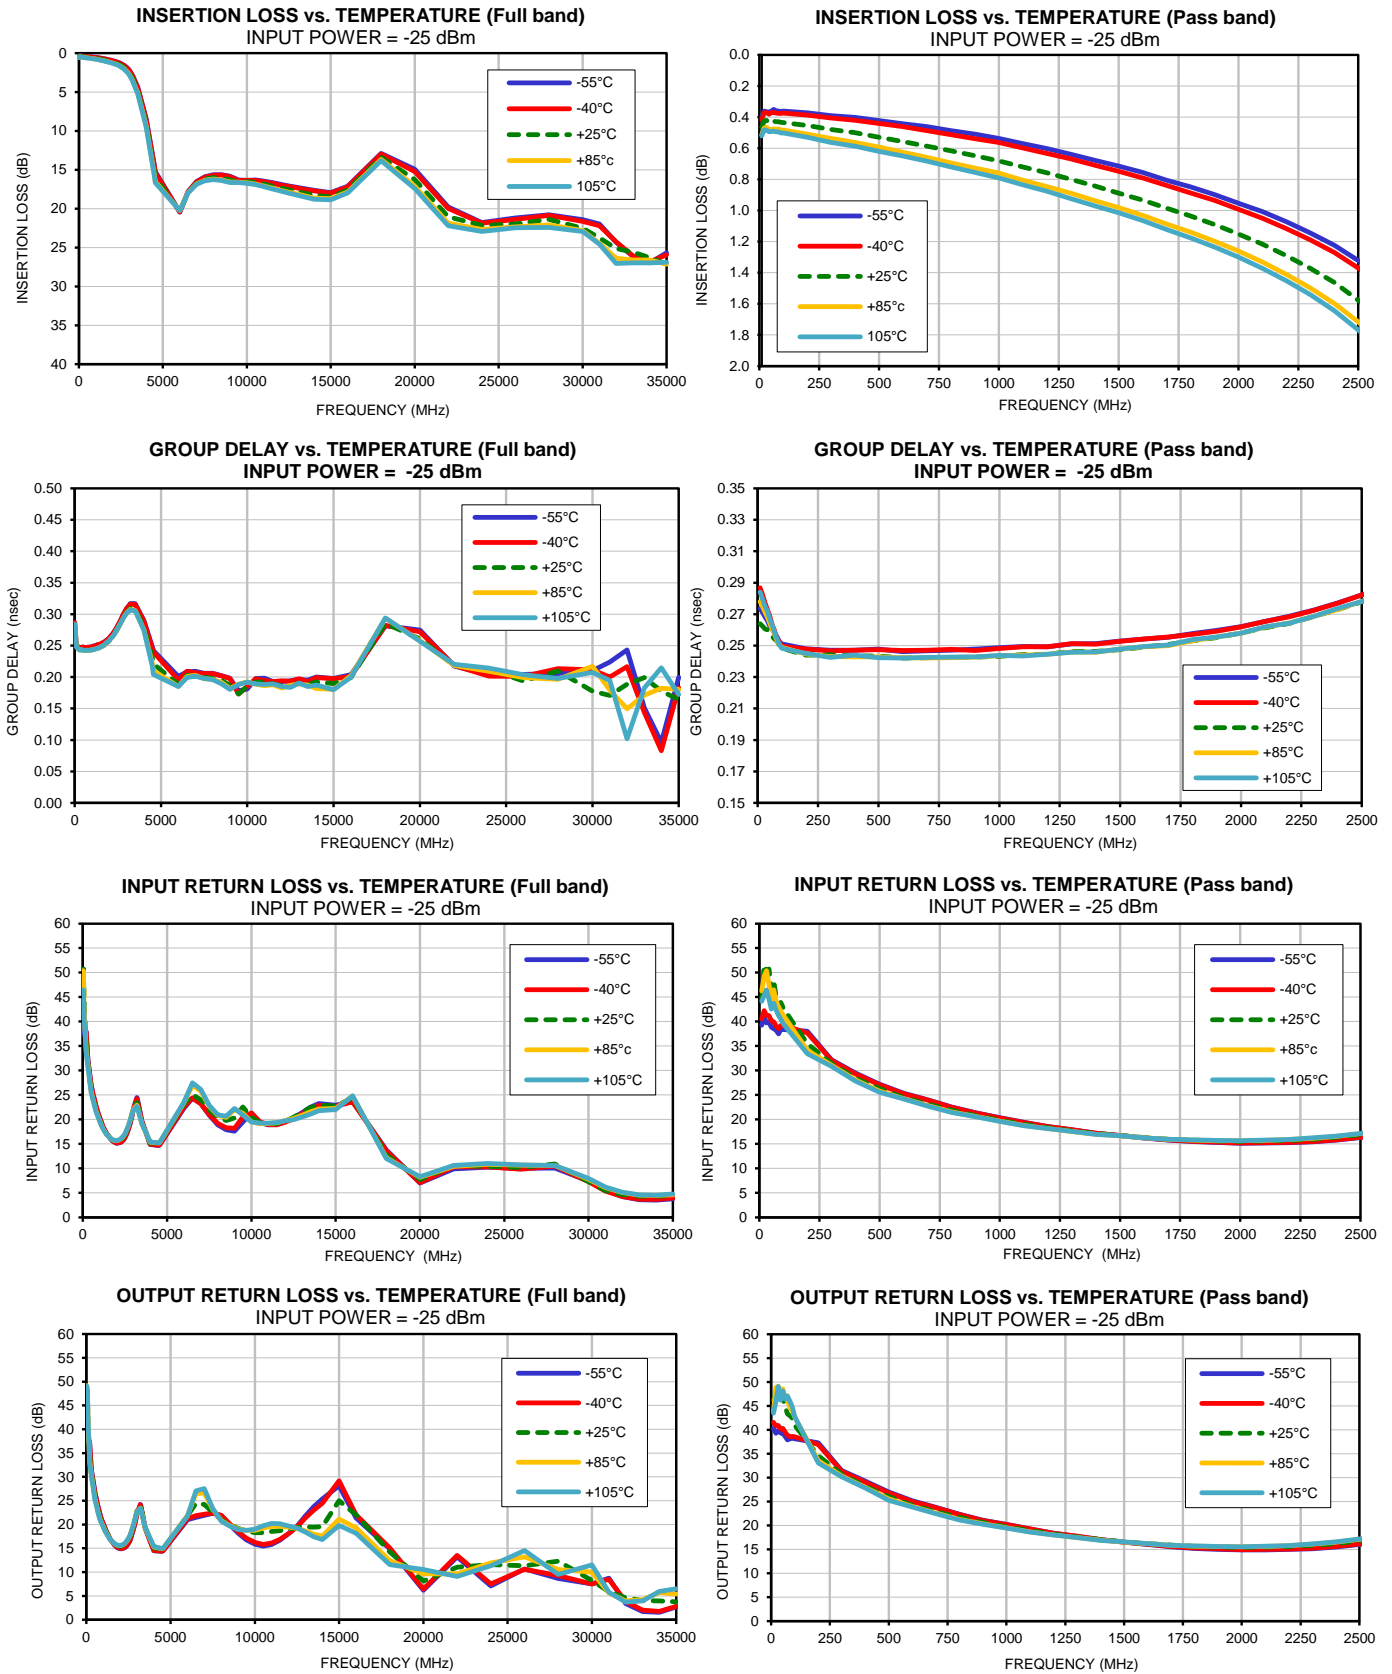 INSERTION LOSS vs. TEMPERATURE (Full band)
INPUT POWER = -25 dBm
INSERTION LOSS (dB)
0
5
10
15
20
25
30
35
40
-55°C
-40°C
+25°C
+85°c
105°C
0 5000 10000 15000 20000 25000 30000 35000
FREQUENCY (MHz)
INSERTION LOSS vs. TEMPERATURE (Pass band)
INPUT POWER = -25 dBm
INSERTION LOSS (dB)
0.0
0.2
0.4
0.6
0.8
1.0
1.2
1.4
1.6
1.8
2.0
-55°C
-40°C
+25°C
+85°c
105°C
0 250 500 750 1000 1250 1500 1750 2000 2250 2500
FREQUENCY (MHz)
GROUP DELAY vs. TEMPERATURE (Full band)
INPUT POWER = -25 dBm
GROUP DELAY (nsec)
0.50
0.45
0.40
0.35
0.30
0.25
0.20
0.15
0.10
0.05
0.00
-55°C
-40°C
+25°C
+85°C
+105°C
0 5000 10000 15000 20000 25000 30000 35000
FREQUENCY (MHz)
GROUP DELAY vs. TEMPERATURE (Pass band)
INPUT POWER = -25 dBm
GROUP DELAY (nsec)
0.35
0.33
0.31
0.29
0.27
0.25
0.23
0.21
0.19
0.17
0.15
-55°C
-40°C
+25°C
+85°C
+105°C
0 250 500 750 1000 1250 1500 1750 2000 2250 2500
FREQUENCY (MHz)
INPUT RETURN LOSS vs. TEMPERATURE (Full band)
INPUT POWER = -25 dBm
INPUT RETURN LOSS (dB)
60
55
50
45
40
35
30
25
20
15
10
5
0
-55°C
-40°C
+25°C
+85°c
+105°C
0 5000 10000 15000 20000 25000 30000 35000
FREQUENCY (MHz)
INPUT RETURN LOSS vs. TEMPERATURE (Pass band)
INPUT POWER = -25 dBm
INPUT RETURN LOSS (dB)
60
55
50
45
40
35
30
25
20
15
10
5
0
-55°C
-40°C
+25°C
+85°c
+105°C
0 250 500 750 1000 1250 1500 1750 2000 2250 2500
FREQUENCY (MHz)
OUTPUT RETURN LOSS vs. TEMPERATURE (Full band)
INPUT POWER = -25 dBm
OUTPUT RETURN LOSS (dB)
60
55
50
45
40
35
30
25
20
15
10
5
0
-55°C
-40°C
+25°C
+85°C
+105°C
0 5000 10000 15000 20000 25000 30000 35000
FREQUENCY (MHz)
OUTPUT RETURN LOSS vs. TEMPERATURE (Pass band)
INPUT POWER = -25 dBm
OUTPUT RETURN LOSS (dB)
60
55
50
45
40
35
30
25
20
15
10
5
0
-55°C
-40°C
+25°C
+85°C
+105°C
0 250 500 750 1000 1250 1500 1750 2000 2250 2500
FREQUENCY (MHz)